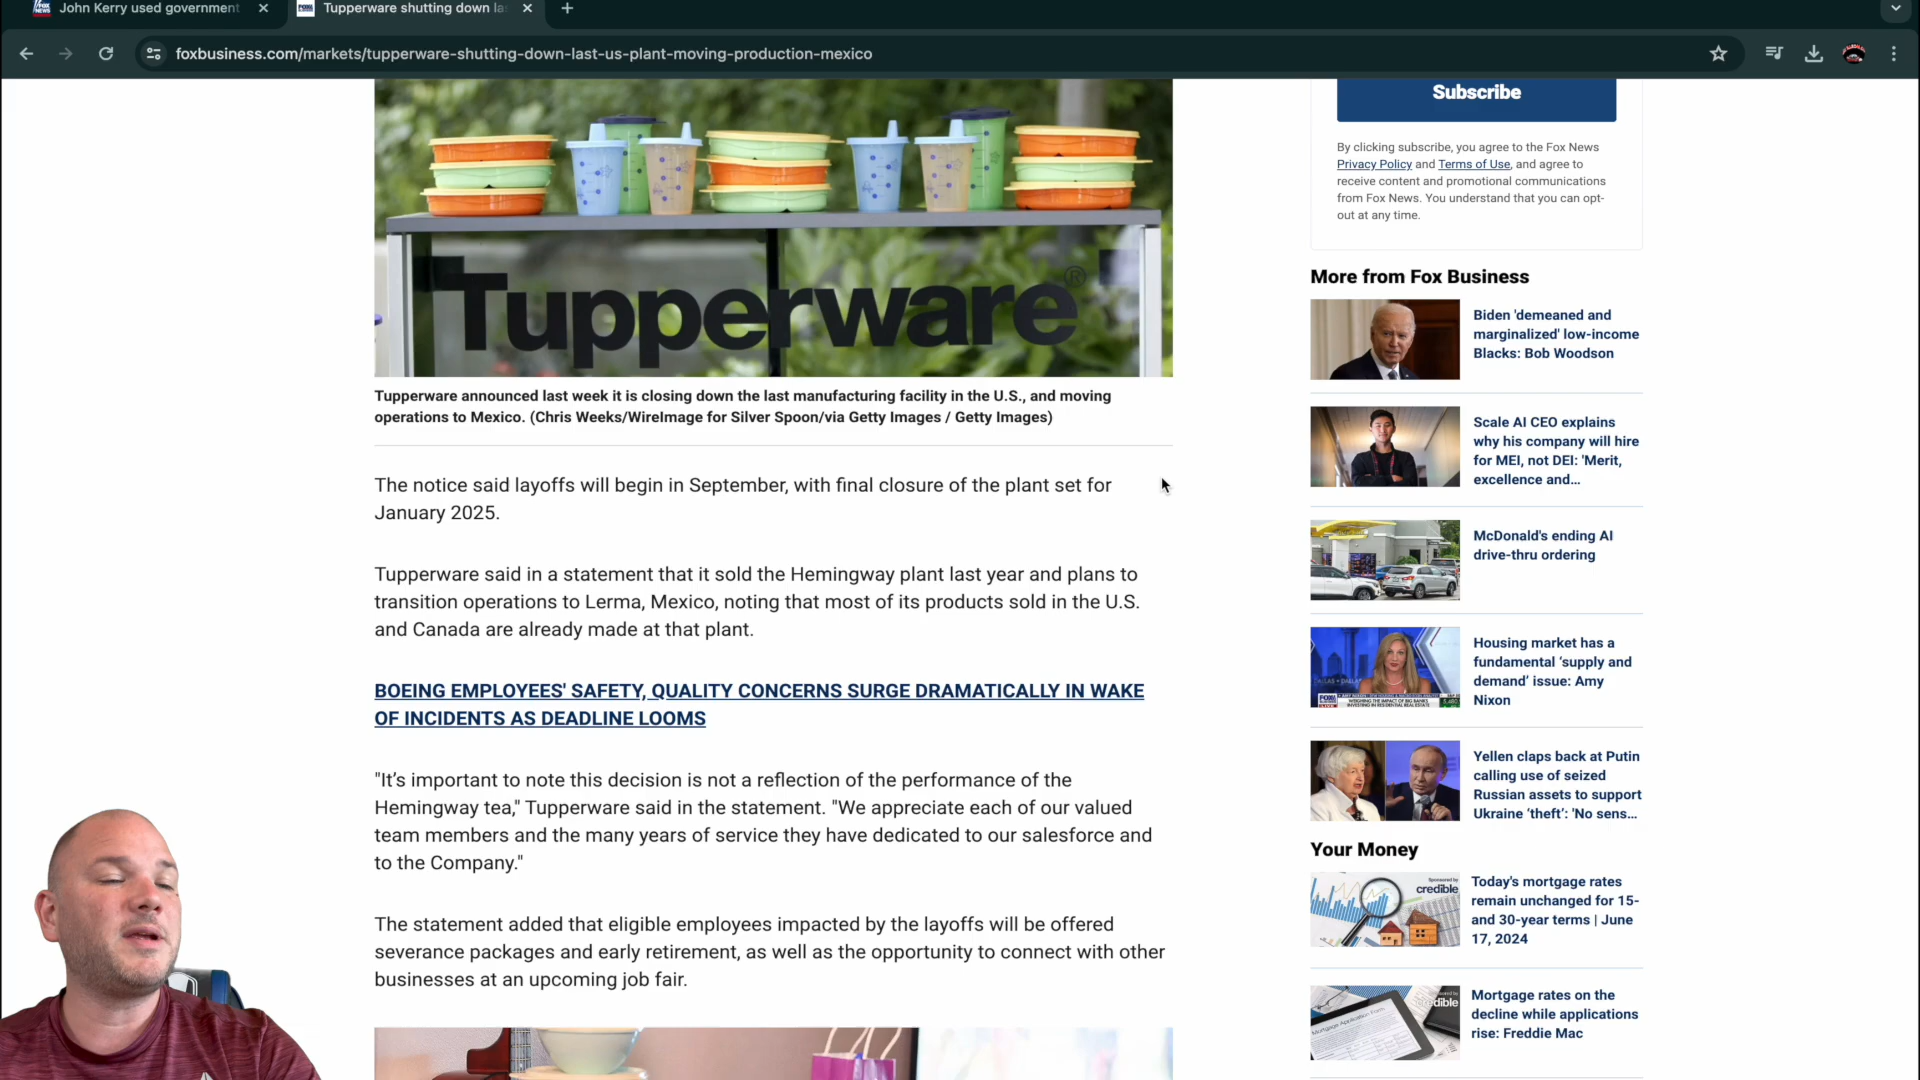 John Kerry used government
Tupperware shutting down la
foxbusiness.com/markets/tupperware-shutting-down-last-us-plant-moving-production-mexico
Tupperware®
Tupperware announced last week it is closing down the last manufacturing facility in the U.S., and moving
operations to Mexico. (Chris Weeks/WireImage for Silver Spoon/via Getty Images / Getty Images)
The notice said layoffs will begin in September, with final closure of the plant set for
January 2025.
Tupperware said in a statement that it sold the Hemingway plant last year and plans to
transition operations to Lerma, Mexico, noting that most of its products sold in the U.S.
and Canada are already made at that plant.
BOEING EMPLOYEES' SAFETY, QUALITY CONCERNS SURGE DRAMATICALLY IN WAKE
OF INCIDENTS AS DEADLINE LOOMS
"It’s important to note this decision is not a reflection of the performance of the
Hemingway tea," Tupperware said in the statement. "We appreciate each of our valued
team members and the many years of service they have dedicated to our salesforce and
to the Company."
The statement added that eligible employees impacted by the layoffs will be offered
severance packages and early retirement, as well as the opportunity to connect with other
businesses at an upcoming job fair.
Subscribe
By clicking subscribe, you agree to the Fox News
Privacy Policy and Terms of Use, and agree to
receive content and promotional communications
from Fox News. You understand that you can opt-
out at any time.
More from Fox Business
Biden 'demeaned and
marginalized' low-income
Blacks: Bob Woodson
Scale AI CEO explains
why his company will hire
for MEI, not DEI: 'Merit,
excellence and...
McDonald's ending AI
drive-thru ordering
Housing market has a
fundamental ‘supply and
demand’ issue: Amy
Nixon
Yellen claps back at Putin
calling use of seized
Russian assets to support
Ukraine ‘theft’: 'No sens...
Your Money
Sponsored by
credible
Today's mortgage rates
remain unchanged for 15-
and 30-year terms | June
17, 2024
credible
Mortgage Application Form
Mortgage rates on the
decline while applications
rise: Freddie Mac